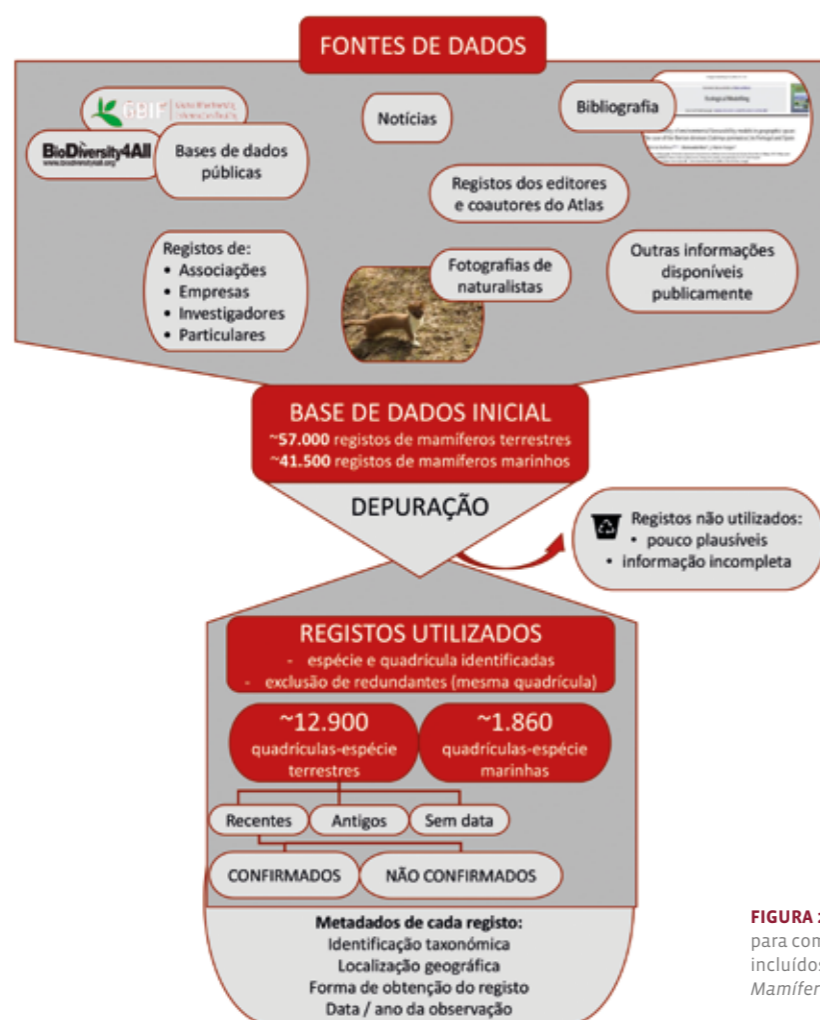 FONTES DE DADOS
GBIF
BioDiversity4All
www.biodiversity4all.org
Bases de dados
públicas
Notícias
Bibliografia
Ecological Modelling
Registos dos editores
e coautores do Atlas
Registos de:
• Associações
• Empresas
• Investigadores
• Particulares
Fotografias de
naturalistas
Outras informações
disponíveis
publicamente
BASE DE DADOS INICIAL
~57.000 registos de mamíferos terrestres
~41.500 registos de mamíferos marinhos
DEPURAÇÃO
Registos não utilizados:
• pouco plausíveis
• informação incompleta
REGISTOS UTILIZADOS
- espécie e quadrícula identificadas
- exclusão de redundantes (mesma quadrícula)
~12.900
quadrículas-espécie
terrestres
~1.860
quadrículas-espécie
marinhas
Recentes
Antigos
Sem data
CONFIRMADOS
NÃO CONFIRMADOS
Metadados de cada registo:
Identificação taxonómica
Localização geográfica
Forma de obtenção do registo
Data / ano da observação
FIGURA
para com
incluídos
Mamífer